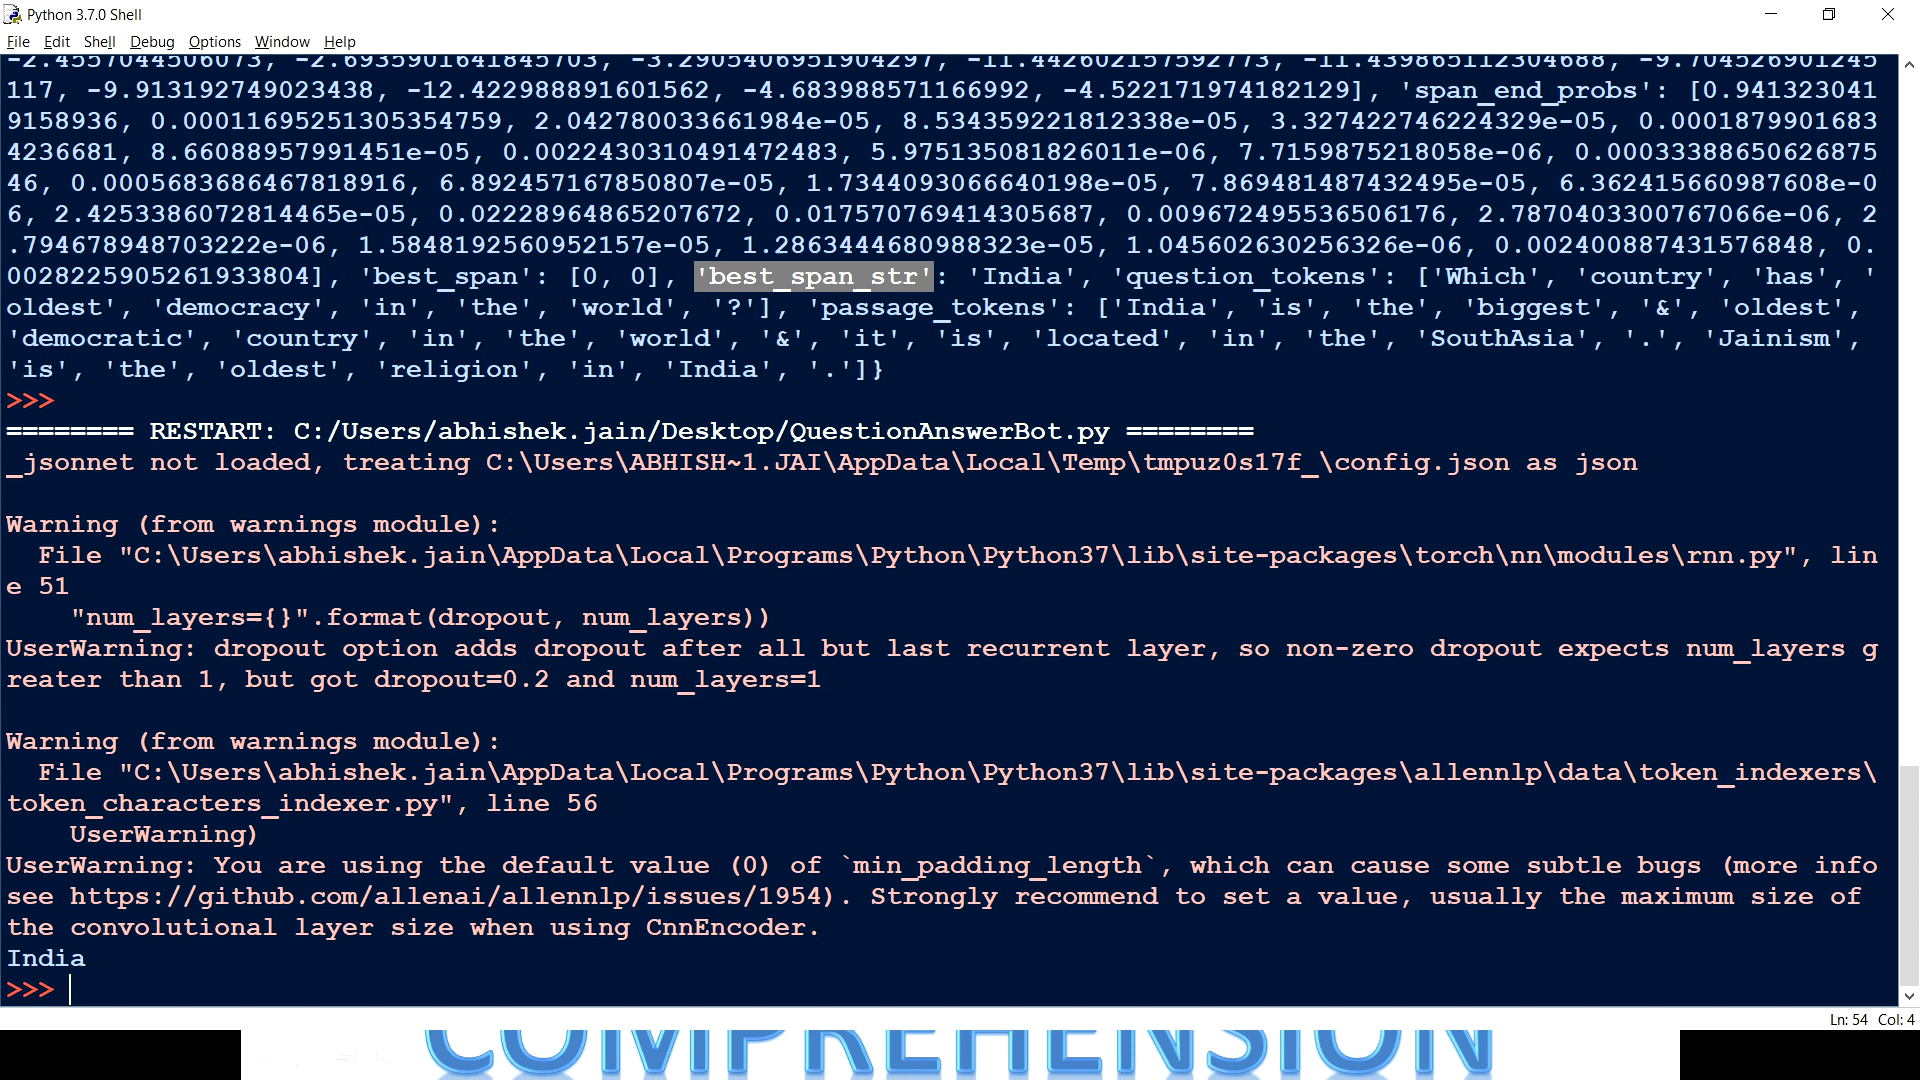 Python 3.7.0 Shell
File Edit Shell Debug Options Window Help
-2.4557044506073, -2.6935901641845703, -3.2905406951904297, -11.442602157592773, -11.439865112304688, -9.704526901245
117, -9.913192749023438, -12.422988891601562, -4.683988571166992, -4.522171974182129], 'span_end_probs': [0.941323041
9158936, 0.00011695251305354759, 2.042780033661984e-05, 8.534359221812338e-05, 3.327422746224329e-05, 0.0001879901683
4236681, 8.66088957991451e-05, 0.0022430310491472483, 5.975135081826011e-06, 7.7159875218058e-06, 0.00033388650626875
46, 0.0005683686467818916, 6.892457167850807e-05, 1.7344093066640198e-05, 7.869481487432495e-05, 6.362415660987608e-0
6, 2.4253386072814465e-05, 0.02228964865207672, 0.017570769414305687, 0.009672495536506176, 2.7870403300767066e-06, 2
.794678948703222e-06, 1.5848192560952157e-05, 1.2863444680988323e-05, 1.045602630256326e-06, 0.002400887431576848, 0.
0028225905261933804], 'best_span': [0, 0], 'best_span_str': 'India', 'question_tokens': ['Which', 'country', 'has', '
oldest', 'democracy', 'in', 'the', 'world', '?'], 'passage_tokens': ['India', 'is', 'the', 'biggest', '&', 'oldest',
'democratic', 'country', 'in', 'the', 'world', '&', 'it', 'is', 'located', 'in', 'the', 'SouthAsia', '.', 'Jainism',
'is', 'the', 'oldest', 'religion', 'in', 'India', '.']}
>>>
======== RESTART: C:/Users/abhishek.jain/Desktop/QuestionAnswerBot.py ========
_jsonnet not loaded, treating C:\Users\ABHISH~1.JAI\AppData\Local\Temp\tmpuz0s17f_\config.json as json
Warning (from warnings module):
File "C:\Users\abhishek.jain\AppData\Local\Programs\Python\Python37\lib\site-packages\torch\nn\modules\rnn.py", lin
e 51
"num_layers={}".format(dropout, num_layers))
UserWarning: dropout option adds dropout after all but last recurrent layer, so non-zero dropout expects num_layers g
reater than 1, but got dropout=0.2 and num_layers=1
Warning (from warnings module):
File "C:\Users\abhishek.jain\AppData\Local\Programs\Python\Python37\lib\site-packages\allennlp\data\token_indexers\
token_characters_indexer.py", line 56
UserWarning)
UserWarning: You are using the default value (0) of `min_padding_length`, which can cause some subtle bugs (more info
see https://github.com/allenai/allennlp/issues/1954). Strongly recommend to set a value, usually the maximum size of
the convolutional layer size when using CnnEncoder.
India
>>>
Ln: 54 Col: 4
COMPREHENSION